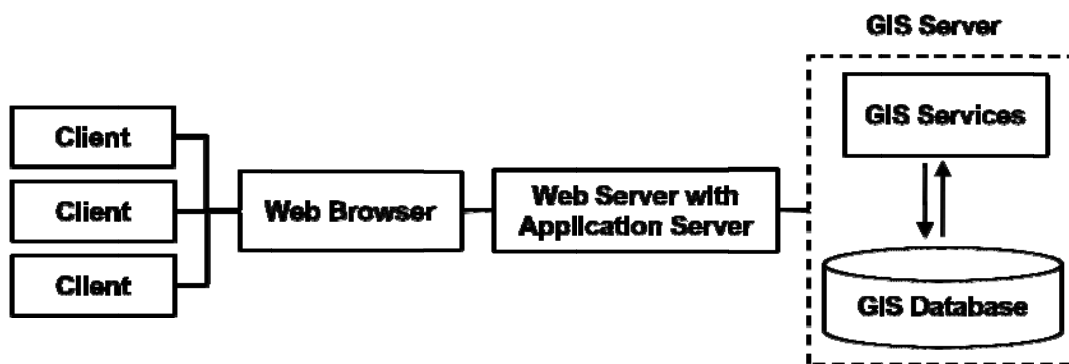 GIS Server
GIS Services
Client
Client
Client
Web Browser
Web Server with
Application Server
GIS Database